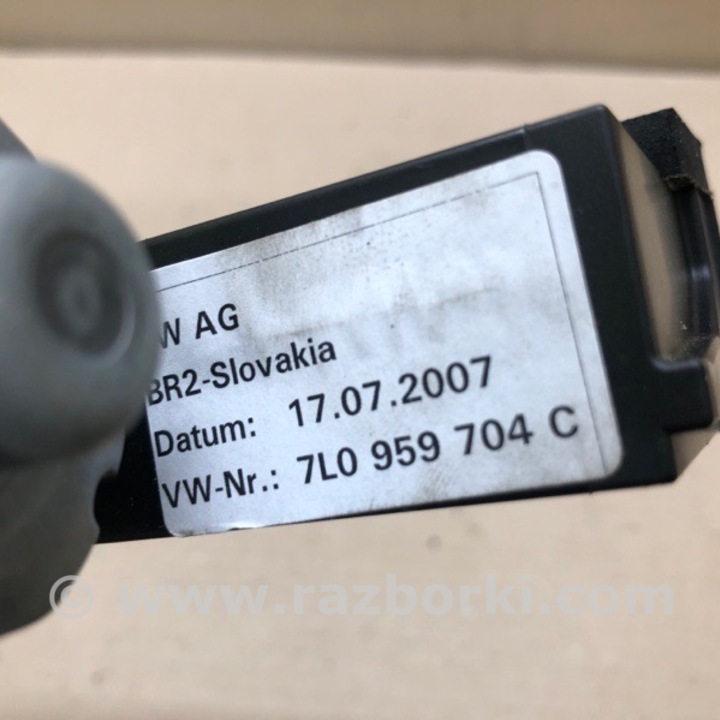 W AG
BR2-Slovakia
Datum: 17.07.2007
VW-Nr.: 7L0 959 704 C
© www.razborki.com